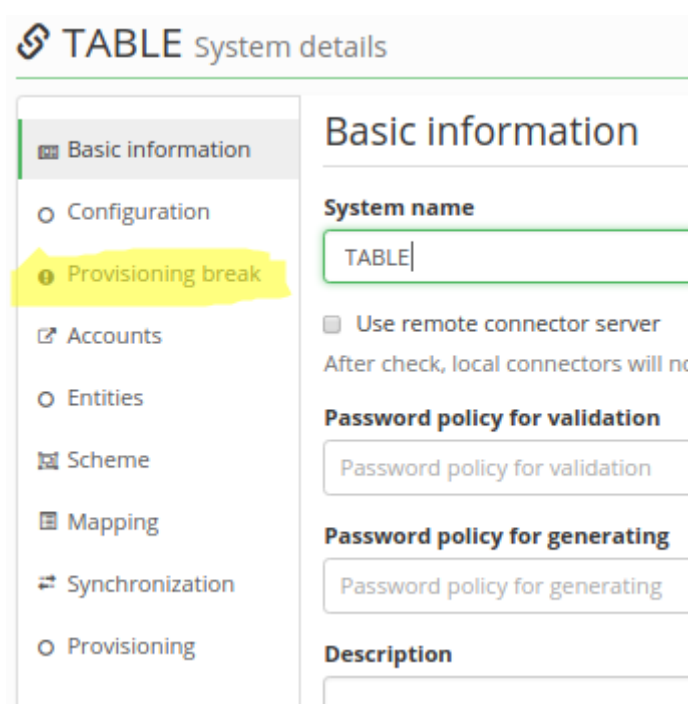 TABLE System details
Basic information
Configuration
Provisioning break
Accounts
Entities
Scheme
Mapping
Synchronization
Provisioning
Basic information
System name
TABLE
Use remote connector server
After check, local connectors will
Password policy for validation
Password policy for validation
Password policy for generating
Password policy for generating
Description